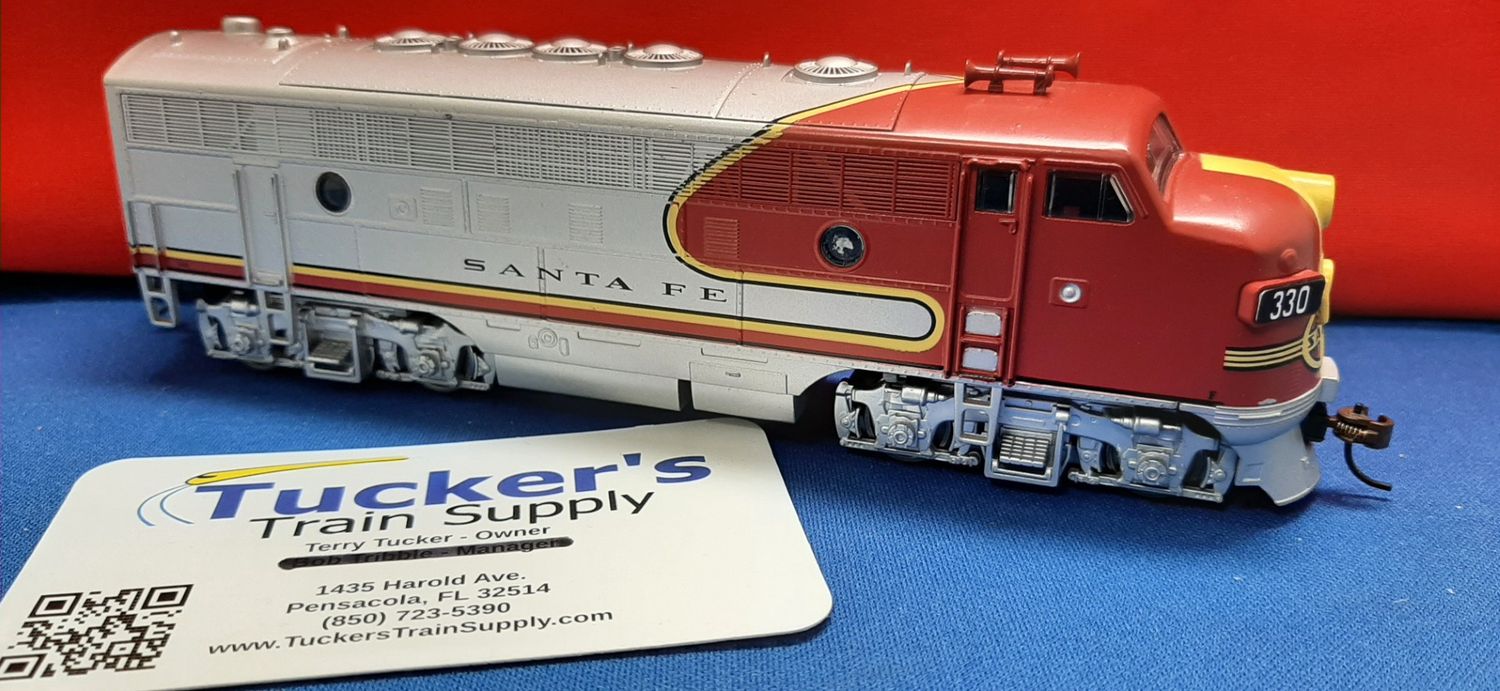 SANTA FE
330
Tucker's
Train Supply
Terry Tucker - Owner
Bob Tribble - Manager
1435 Harold Ave.
Pensacola, FL 32514
(850) 723-5390
www.TuckersTrainSupply.com
F